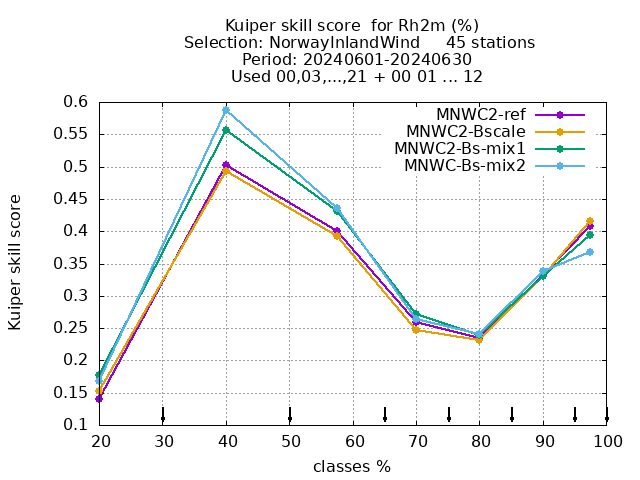 Kuiper skill score  for Rh2m (%)
Selection: NorwayInlandWind     45 stations
Period: 20240601-20240630
Used 00,03,...,21 + 00 01 ... 12
MNWC2-ref
MNWC2-Bscale
MNWC2-Bs-mix1
MNWC-Bs-mix2
Kuiper skill score
0.6
0.55
0.5
0.45
0.4
0.35
0.3
0.25
0.2
0.15
0.1
20 30 40 50 60 70 80 90 100
classes %